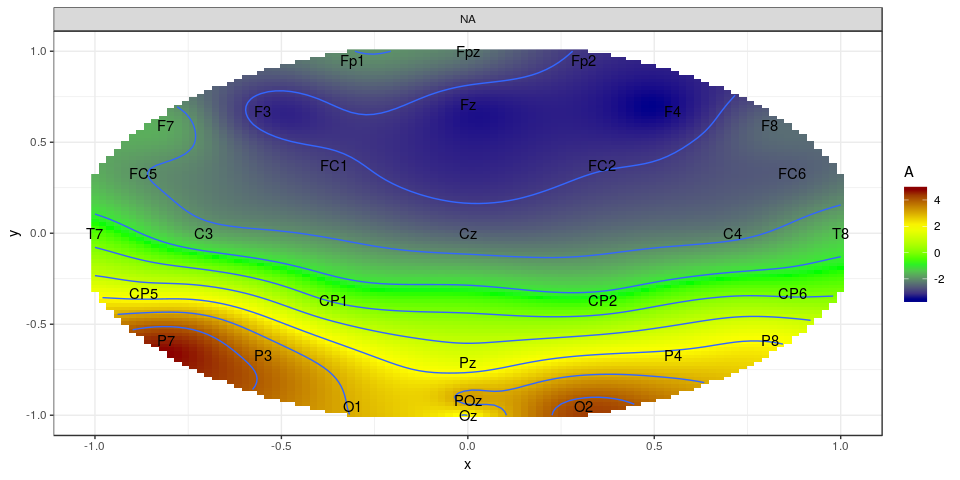 NA
1.0
Fp1
Fpz
Fp2
F3
Fz
F4
F7
F8
0.5
FC1
FC2
FC5
FC6
A
4
2
0
-2
y
0.0
T7
C3
Cz
C4
T8
CP5
CP1
CP2
CP6
-0.5
P7
P3
Pz
P4
P8
O1
POz
O2
-1.0
Oz
-1.0
-0.5
0.0
0.5
1.0
x